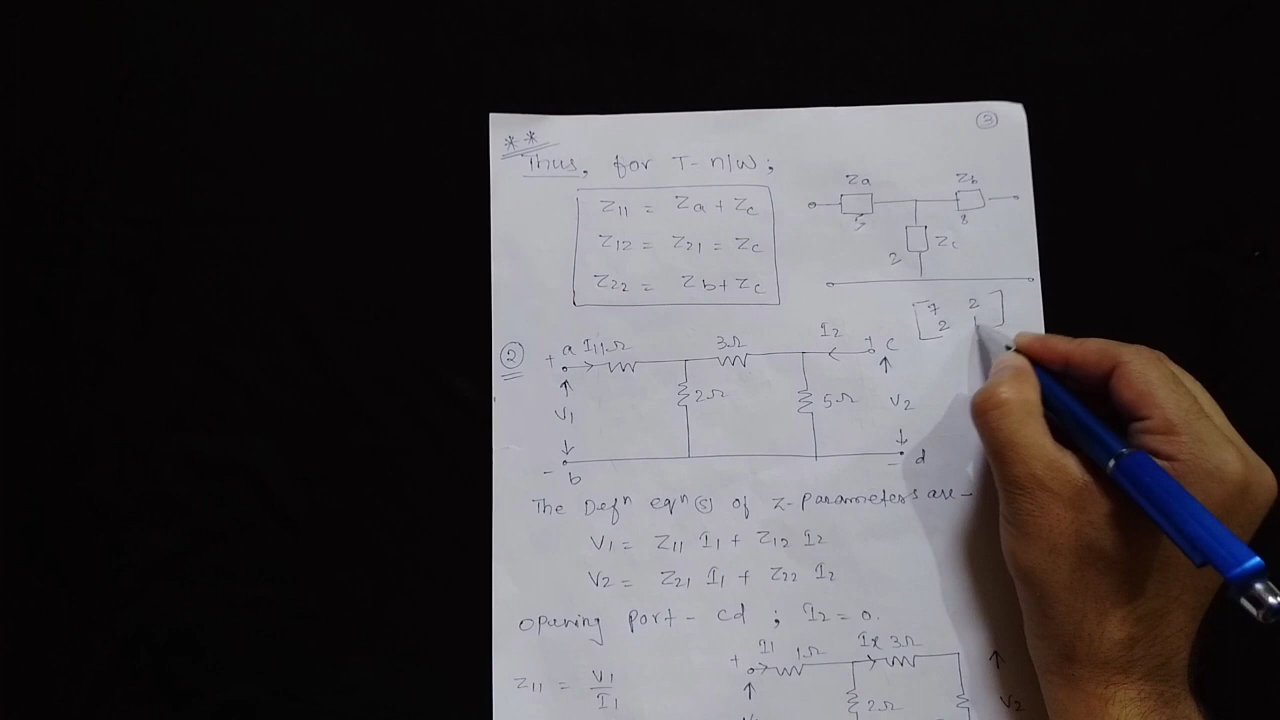 3
**
Thus, for T-n/w;
Za Zb
Z11 = Za + Zc
Z12 = Z21 = Zc
Z22 = Zb + Zc
8
Zc
2
7 2
2
2
+ a I1 1Ω 3Ω I2 + c
V1 2Ω 5Ω V2
- b - d
The Defn eqn(s) of Z-Parameters are -
V1 = Z11 I1 + Z12 I2
V2 = Z21 I1 + Z22 I2
Opening port-cd ; I2 = 0.
+ I1 1Ω Ix 3Ω
Z11 = V1
I1
2Ω V2